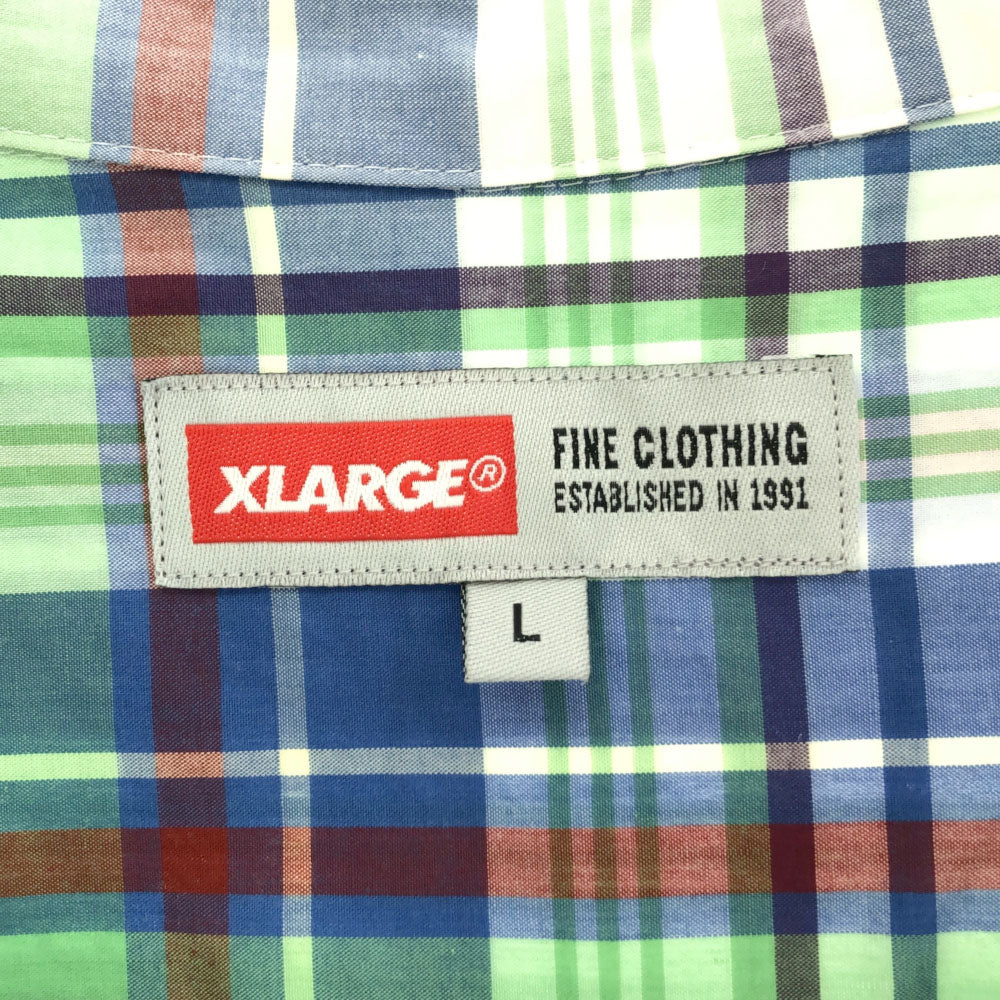 XLARGE®
FINE CLOTHING
ESTABLISHED IN 1991
L